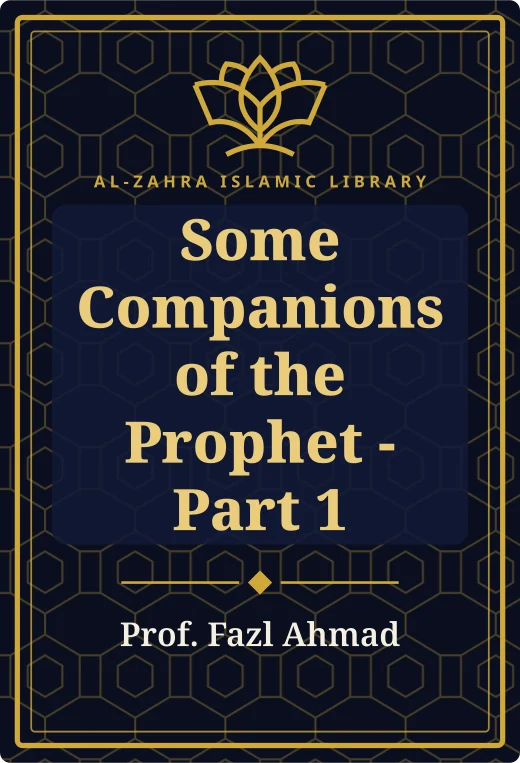 AL-ZAHRA ISLAMIC LIBRARY
Some
Companions
of the
Prophet -
Part 1
Prof. Fazl Ahmad